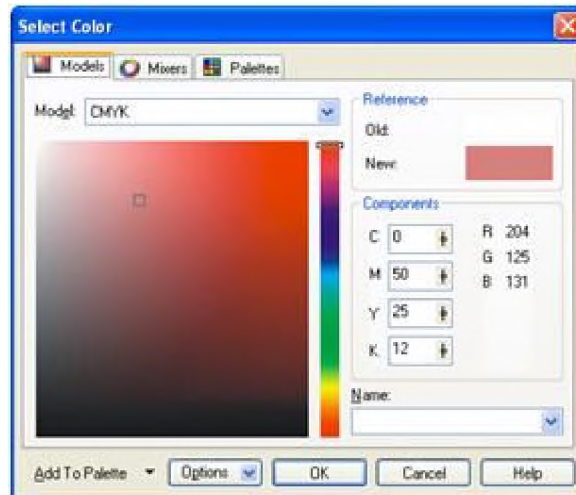 Select Color
Models Mixers Palettes
Model: CMYK
Reference
Old:
New:
Components
C 0 R 204
G 125
M 50 B 131
Y 25
K 12
Name:
Add To Palette Options OK Cancel Help